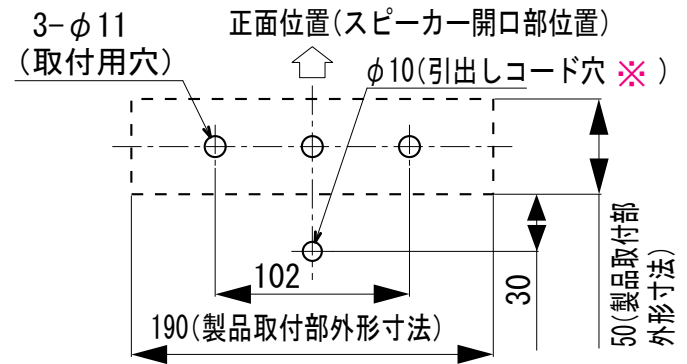 3-φ11
(取付用穴)
正面位置(スピーカー開口部位置)
φ10(引出しコード穴 ※ )
102
30
190(製品取付部外形寸法)
50(製品取付部
外形寸法)